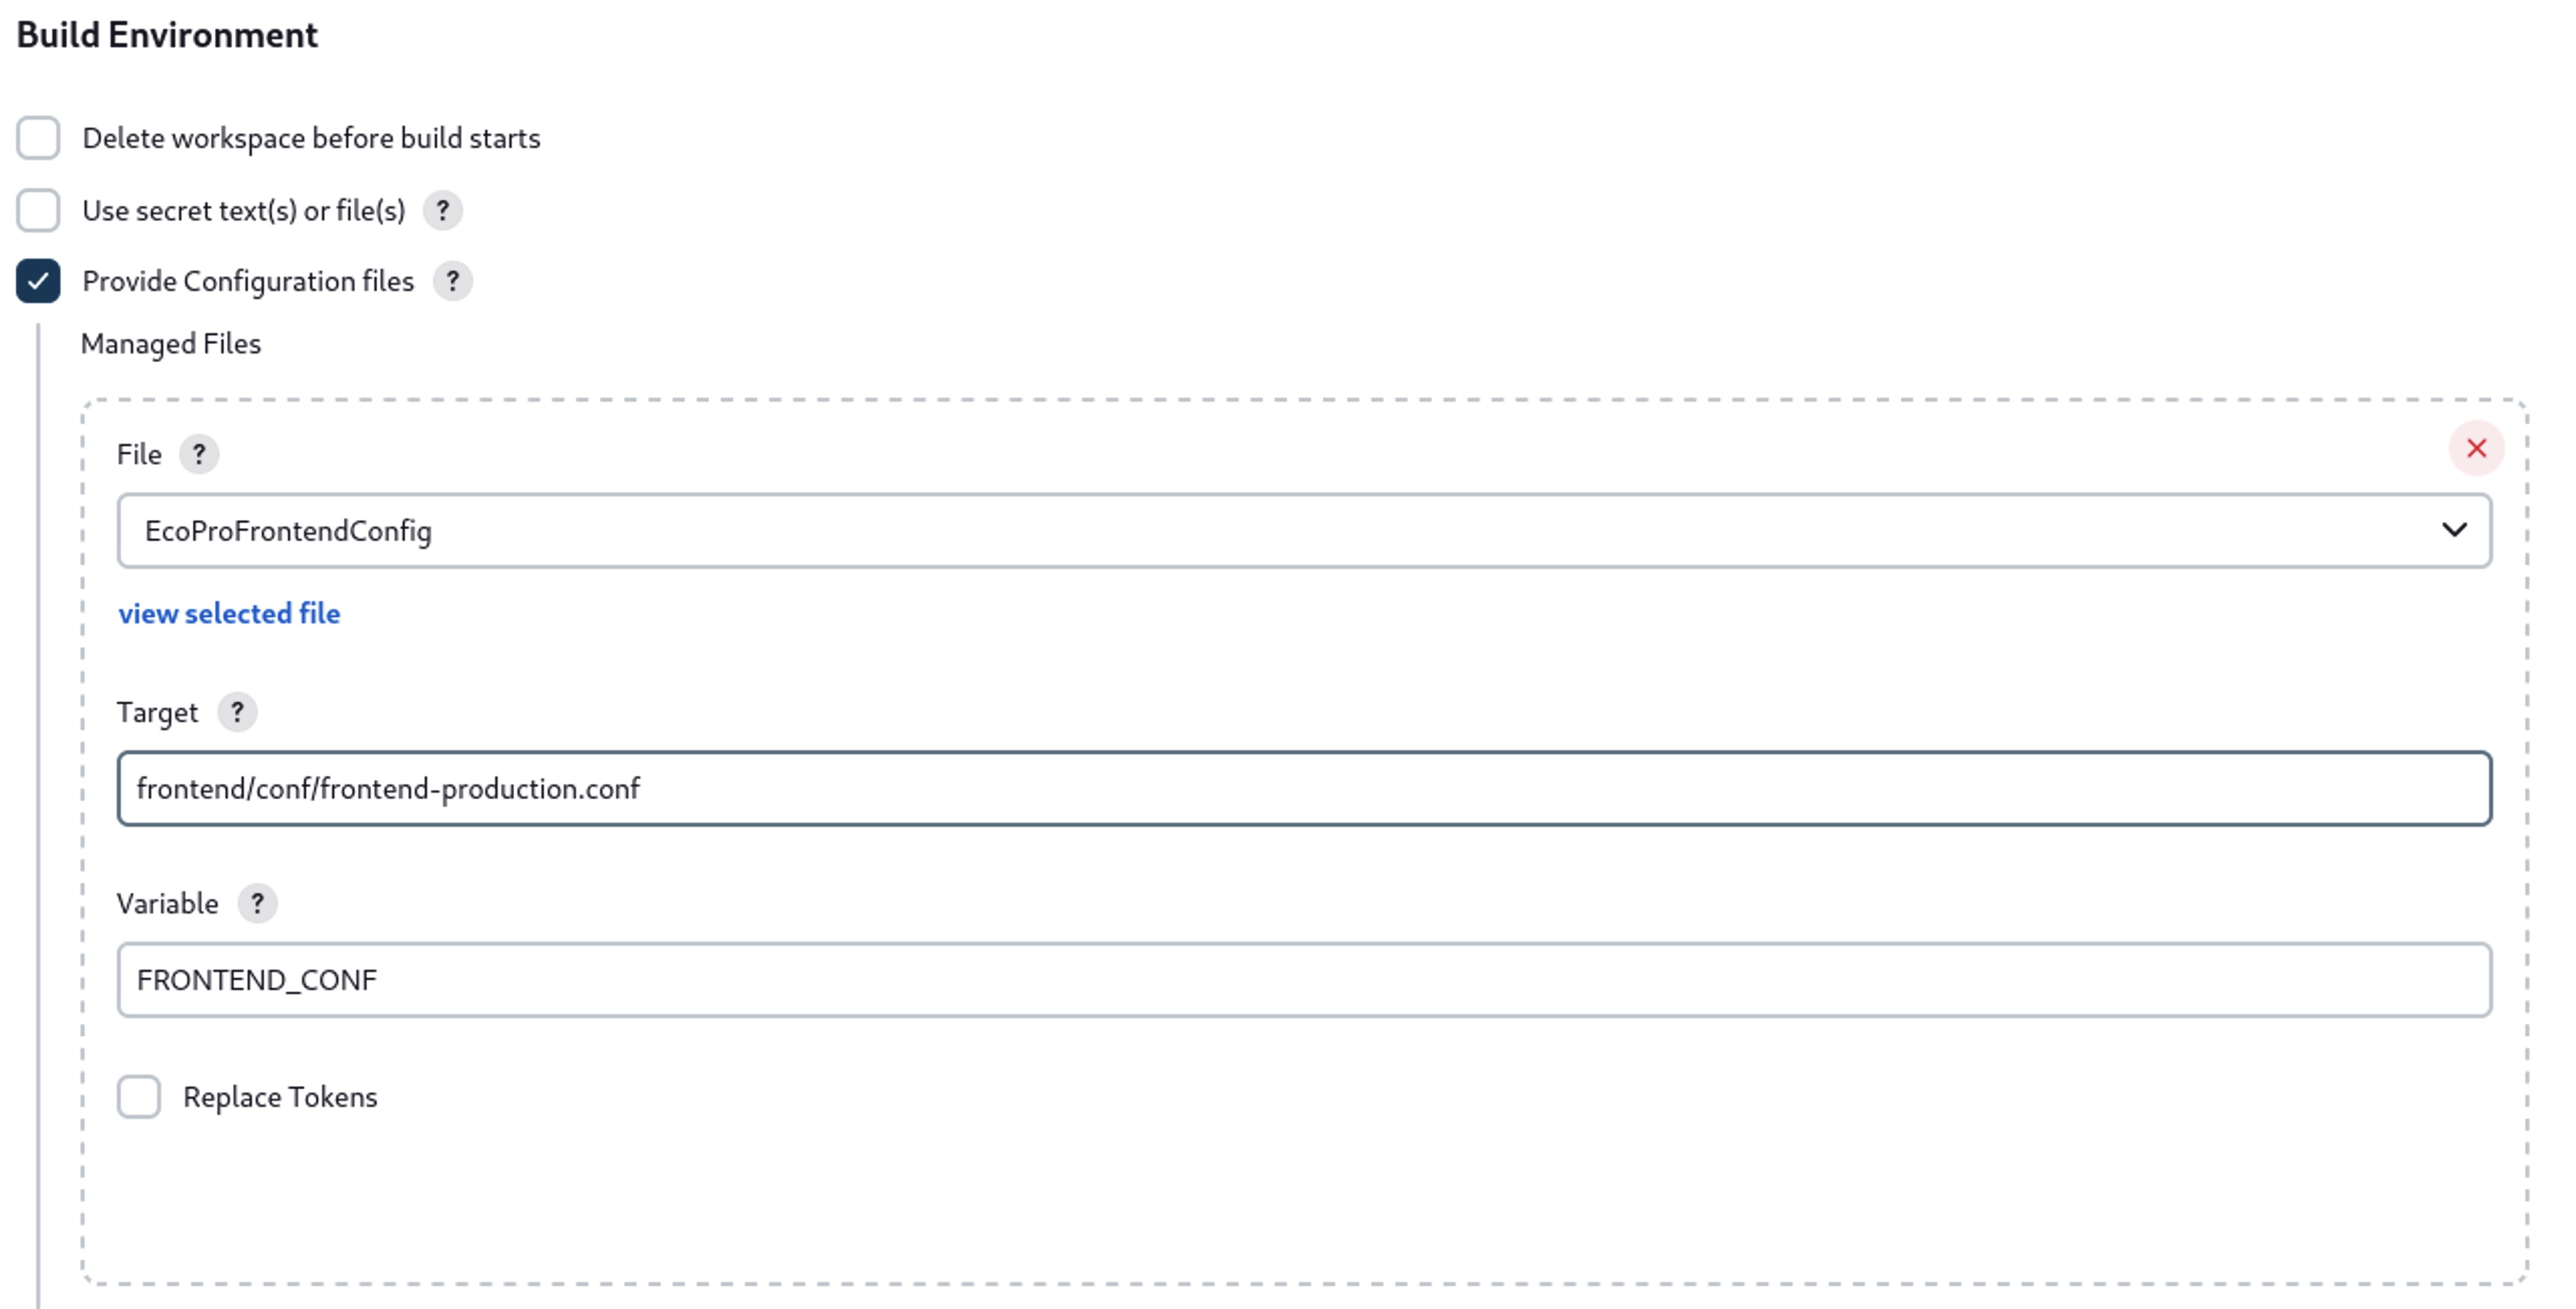 Build Environment
Delete workspace before build starts
Use secret text(s) or file(s) ?
Provide Configuration files ?
Managed Files
File ?
EcoProFrontendConfig
view selected file
Target ?
frontend/conf/frontend-production.conf
Variable ?
FRONTEND_CONF
Replace Tokens